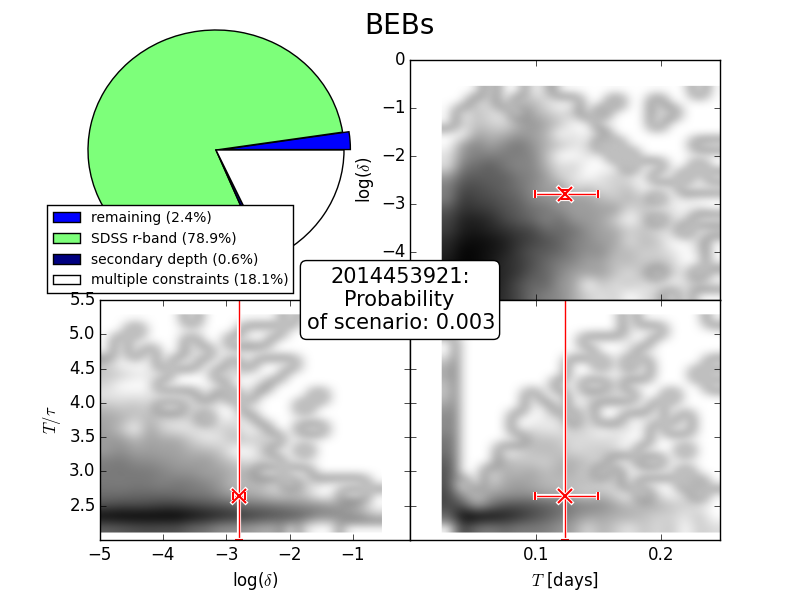 BEBs
remaining (2.4%)
SDSS r-band (78.9%)
secondary depth (0.6%)
multiple constraints (18.1%)
0
−1
−2
−3
−4
log(δ)
2014453921:
Probability
of scenario: 0.003
5.5
5.0
4.5
4.0
3.5
3.0
2.5
T/τ
−5 −4 −3 −2 −1
log(δ)
0.1 0.2
T [days]